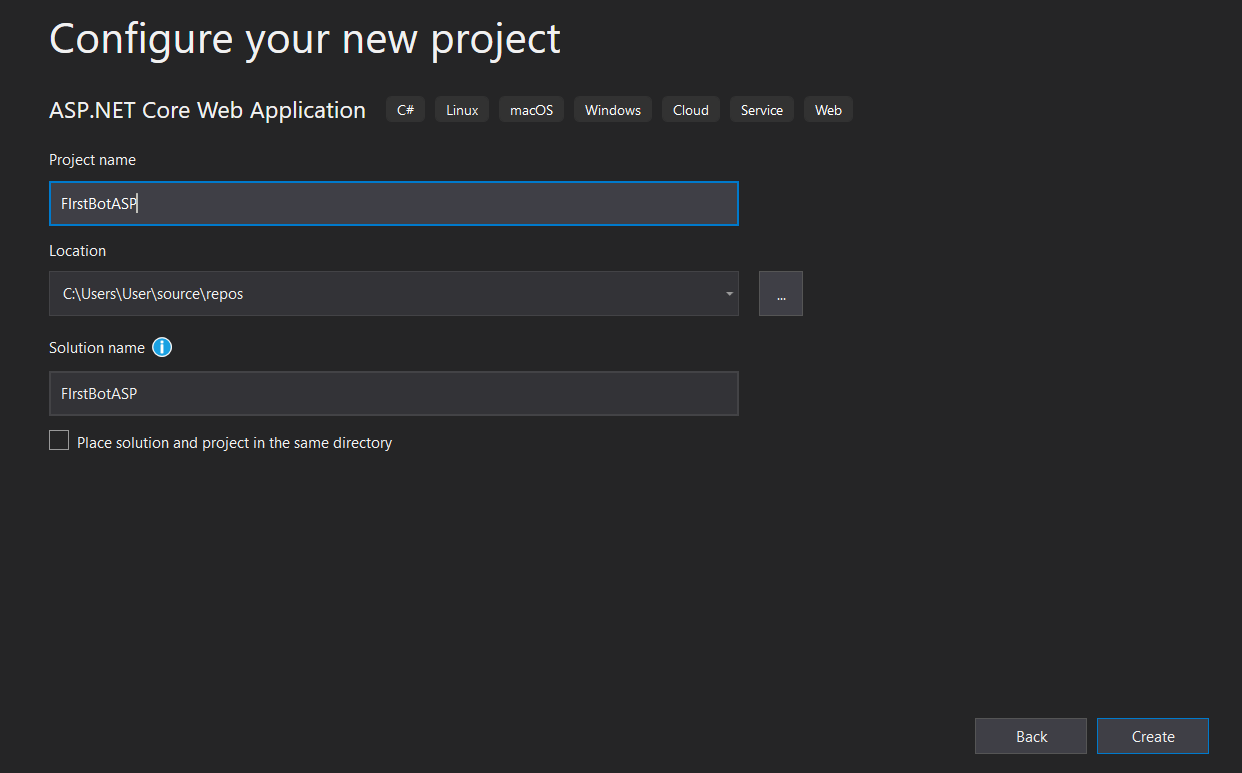 Configure your new project
ASP.NET Core Web Application C# Linux macOS Windows Cloud Service Web
Project name
FIrstBotASP
Location
C:\Users\User\source\repos
...
Solution name
FIrstBotASP
Place solution and project in the same directory
Back Create